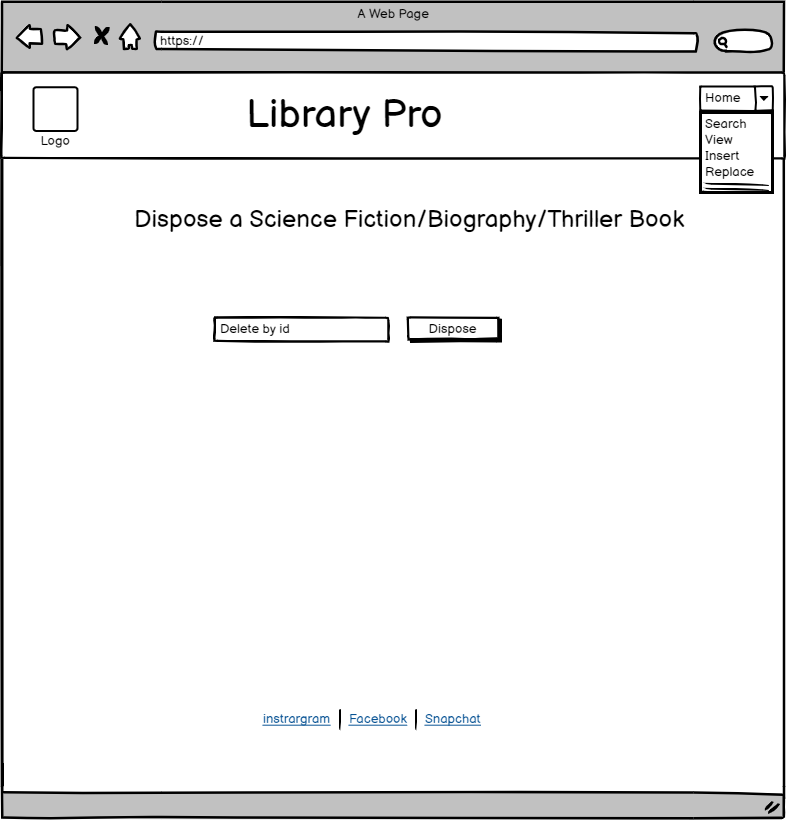 A Web Page
https://
Library Pro
Logo
Home
Search
View
Insert
Replace
Dispose a Science Fiction/Biography/Thriller Book
Delete by id
Dispose
instrargram
Facebook
Snapchat